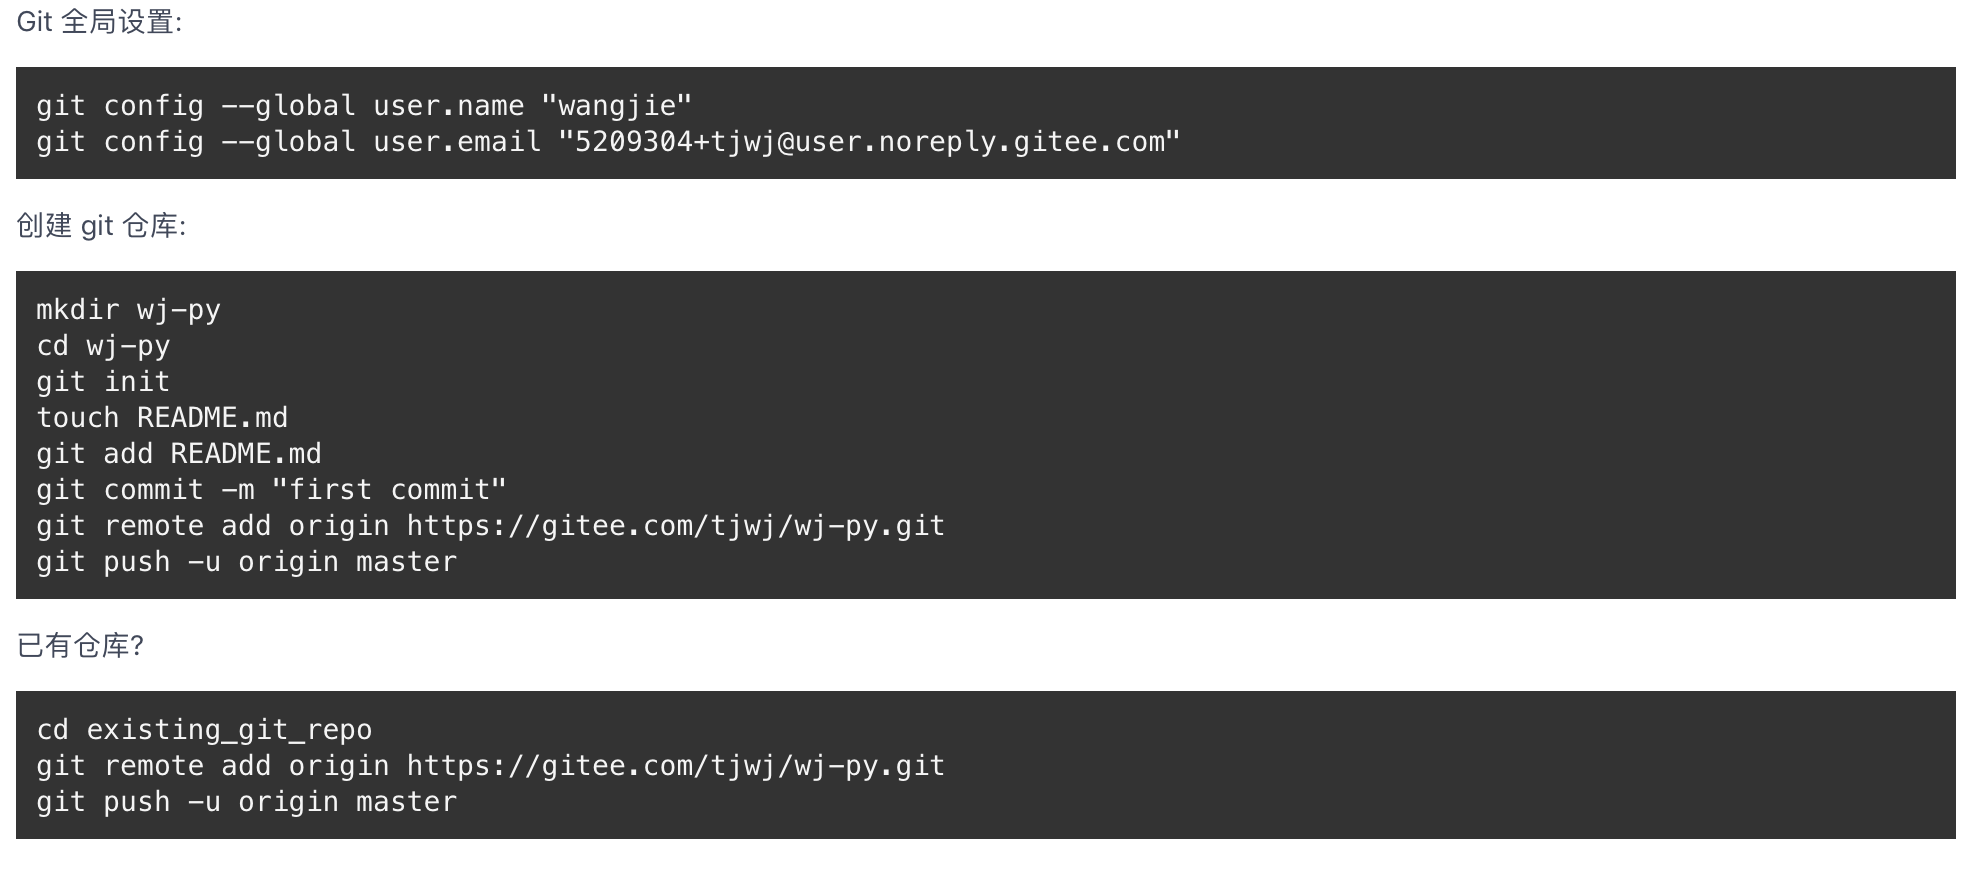 Git 全局设置:
git config --global user.name "wangjie"
git config --global user.email "5209304+tjwj@user.noreply.gitee.com"
创建 git 仓库:
mkdir wj-py
cd wj-py
git init
touch README.md
git add README.md
git commit -m "first commit"
git remote add origin https://gitee.com/tjwj/wj-py.git
git push -u origin master
已有仓库?
cd existing_git_repo
git remote add origin https://gitee.com/tjwj/wj-py.git
git push -u origin master